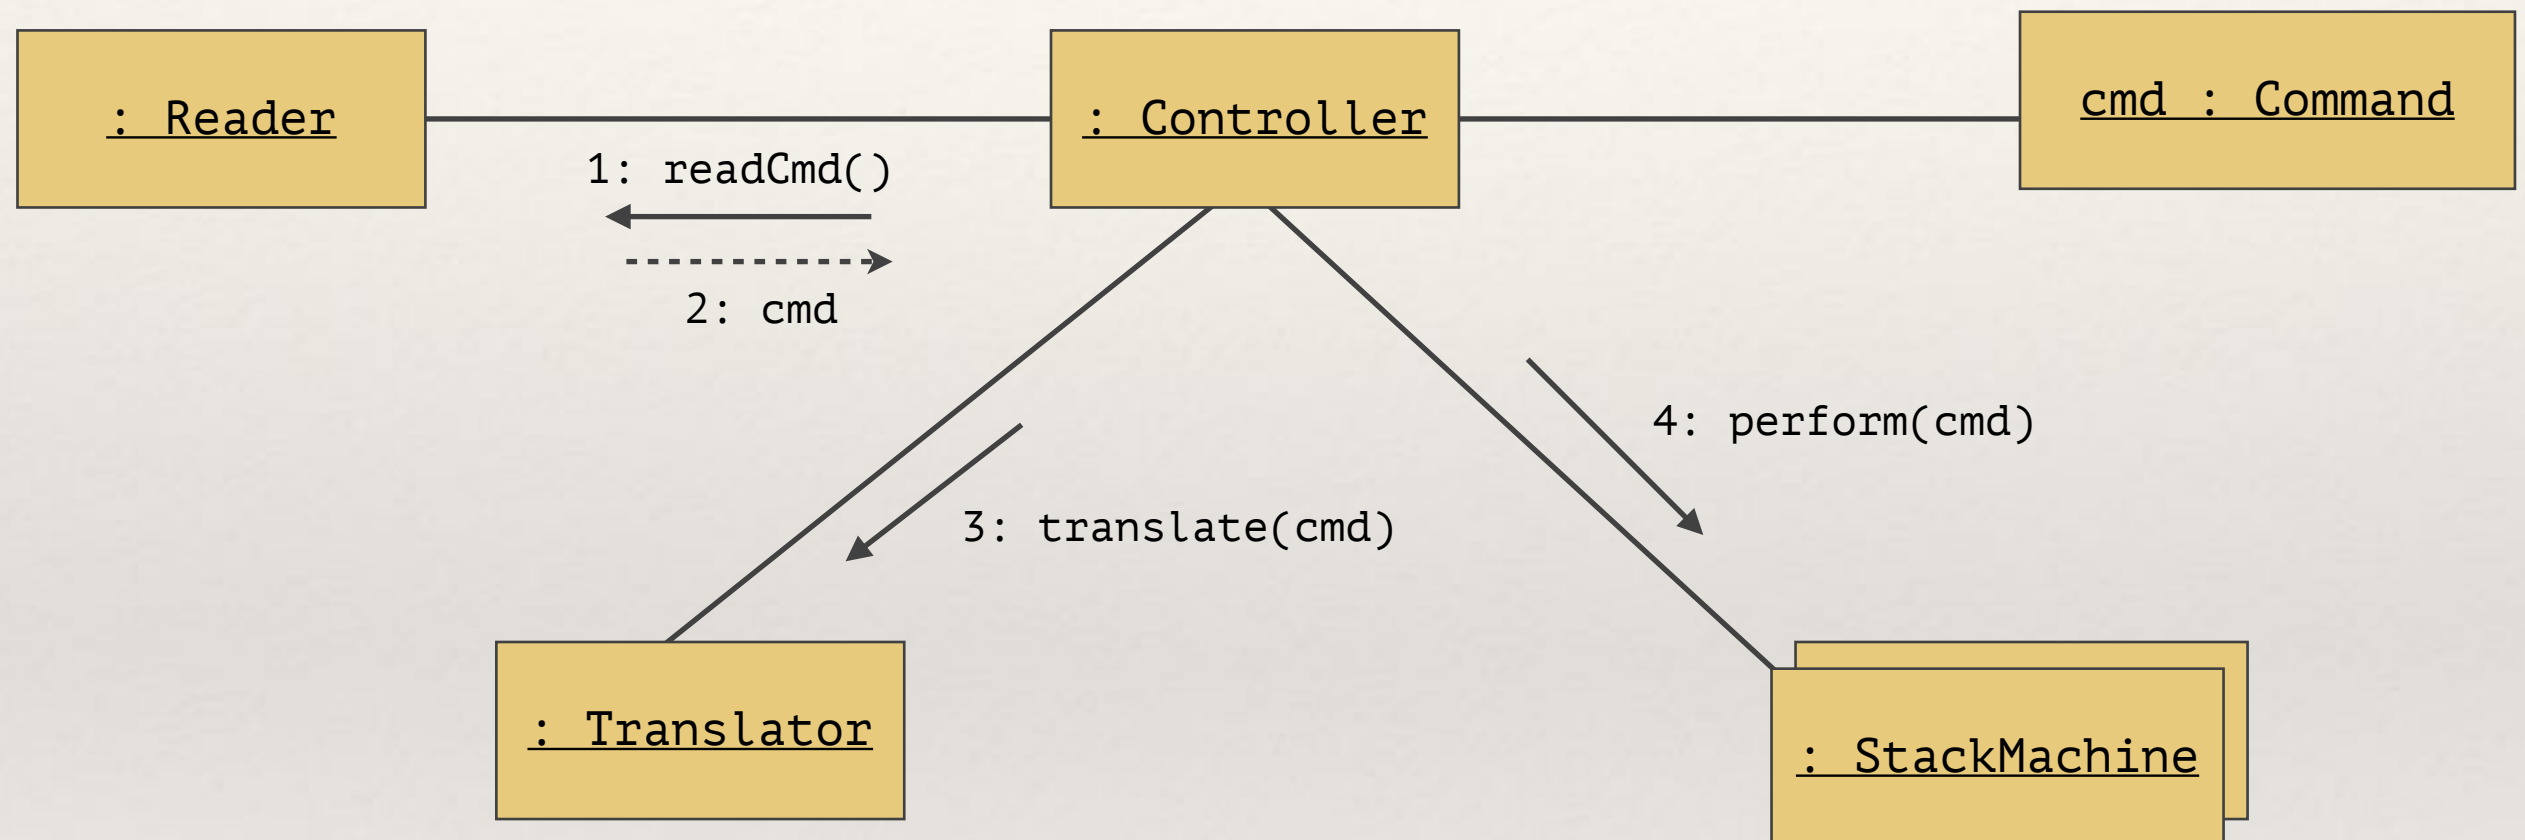 : Reader
: Controller
cmd : Command
1: readCmd()
2: cmd
4: perform(cmd)
3: translate(cmd)
: Translator
: StackMachine